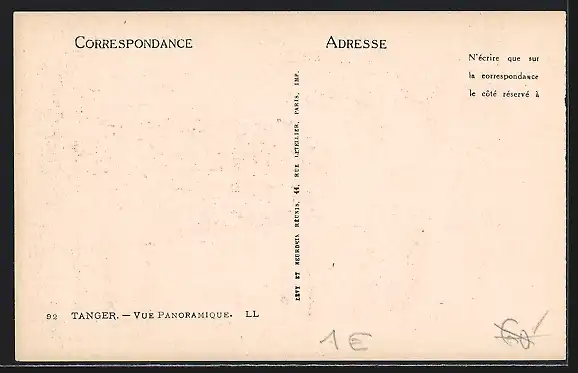 CORRESPONDANCE
ADRESSE
N'écrire que sur
la correspondance
le côté réservé à
LÉVY ET NEURDEIN RÉUNIS, 44, RUE LETELLIER, PARIS, IMP.
92 TANGER. — VUE PANORAMIQUE. LL
1 €